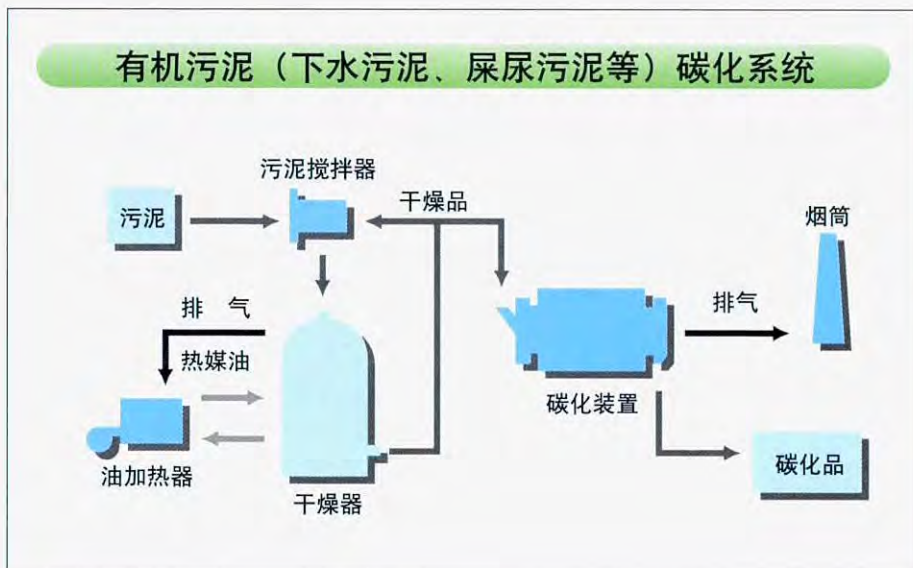 有机污泥（下水污泥、屎尿污泥等）碳化系统
污泥搅拌器
干燥品
污泥
烟筒
排 气
排气
热媒油
碳化装置
碳化品
油加热器
干燥器